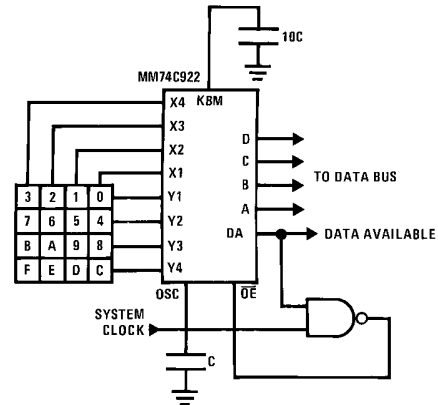 10C
MM74C922
KBM
X4
X3
X2
X1
Y1
Y2
Y3
Y4
D
C
B
A
DA
TO DATA BUS
DATA AVAILABLE
3 2 1 0
7 6 5 4
B A 9 8
F E D C
OSC
OE
SYSTEM
CLOCK
C